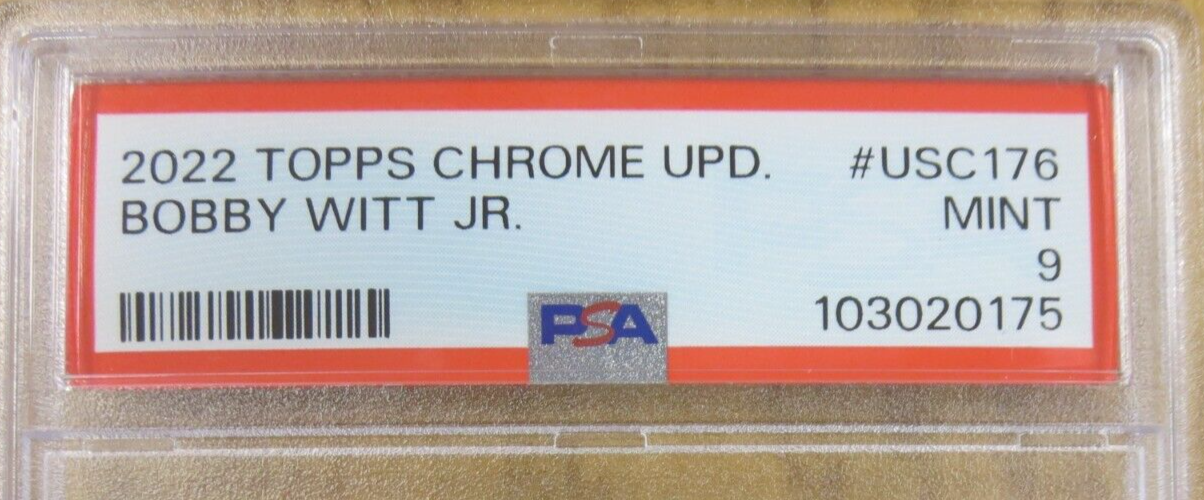 2022 TOPPS CHROME UPD. #USC176
BOBBY WITT JR. MINT
9
PSA 103020175